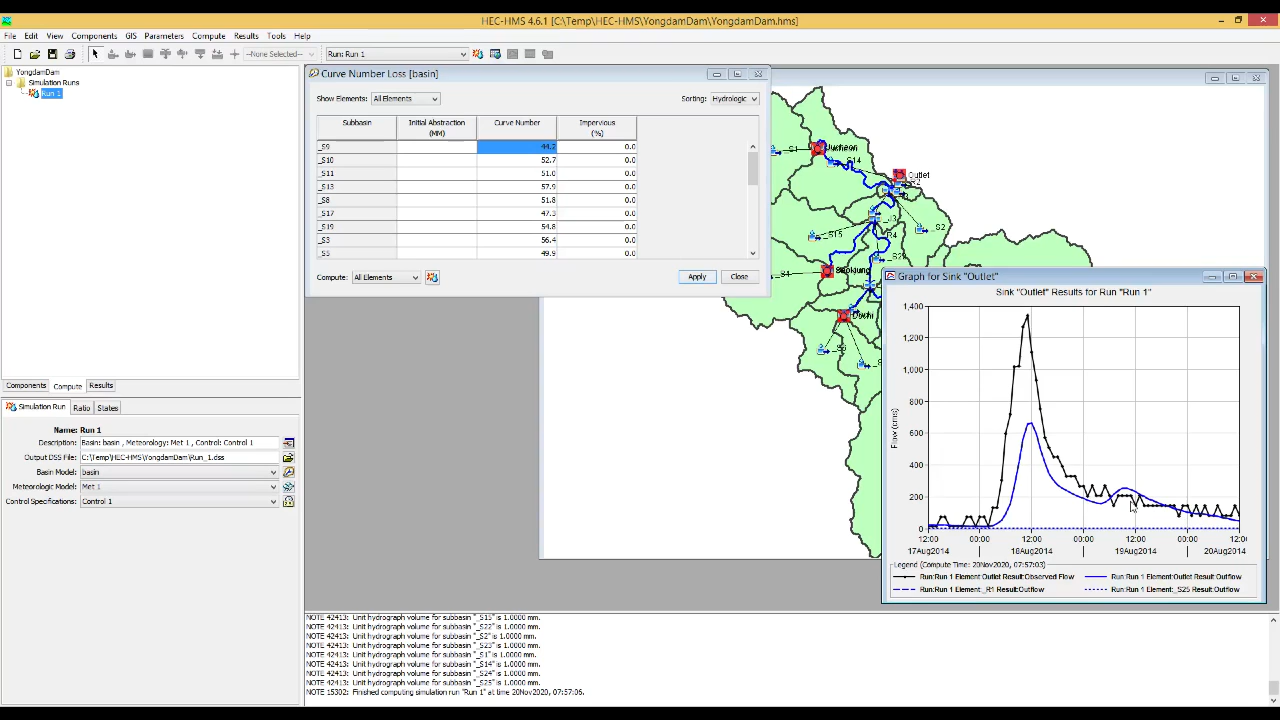 HEC-HMS 4.6.1 [C:\Temp\HEC-HMS\YongdamDam\YongdamDam.hms]
File Edit View Components GIS Parameters Compute Results Tools Help
--None Selected-- Run: Run 1
YongdamDam
Simulation Runs
Run 1
Components Compute Results
Simulation Run Ratio States
Name: Run 1
Description: Basin: basin , Meteorology: Met 1 , Control: Control 1
Output DSS File: C:\Temp\HEC-HMS\YongdamDam\Run_1.dss
Basin Model: basin
Meteorologic Model: Met 1
Control Specifications: Control 1
Curve Number Loss [basin]
Show Elements: All Elements Sorting: Hydrologic
Subbasin Initial Abstraction (MM) Curve Number Impervious (%)
_S9 44.2 0.0
_S10 52.7 0.0
_S11 51.0 0.0
_S13 57.9 0.0
_S8 51.8 0.0
_S17 47.3 0.0
_S19 54.8 0.0
_S3 56.4 0.0
_S5 49.9 0.0
Compute: All Elements Apply Close
Jucheon
_S14
Outlet
_S15
_S2
_R4
Graph for Sink "Outlet"
Sink "Outlet" Results for Run "Run 1"
Flow (cms)
1,400
1,200
1,000
800
600
400
200
0
12:00 00:00 12:00 00:00 12:00 00:00 12:00
17Aug2014 18Aug2014 19Aug2014 20Aug2014
Legend (Compute Time: 20Nov2020, 07:57:03)
Run:Run 1 Element:Outlet Result:Observed Flow
Run:Run 1 Element:Outlet Result:Outflow
Run:Run 1 Element:_R1 Result:Outflow
Run:Run 1 Element:_S25 Result:Outflow
NOTE 42413: Unit hydrograph volume for subbasin "_S15" is 1.0000 mm.
NOTE 42413: Unit hydrograph volume for subbasin "_S22" is 1.0000 mm.
NOTE 42413: Unit hydrograph volume for subbasin "_S2" is 1.0000 mm.
NOTE 42413: Unit hydrograph volume for subbasin "_S23" is 1.0000 mm.
NOTE 42413: Unit hydrograph volume for subbasin "_S1" is 1.0000 mm.
NOTE 42413: Unit hydrograph volume for subbasin "_S14" is 1.0000 mm.
NOTE 42413: Unit hydrograph volume for subbasin "_S24" is 1.0000 mm.
NOTE 42413: Unit hydrograph volume for subbasin "_S25" is 1.0000 mm.
NOTE 15302: Finished computing simulation run "Run 1" at time 20Nov2020, 07:57:06.